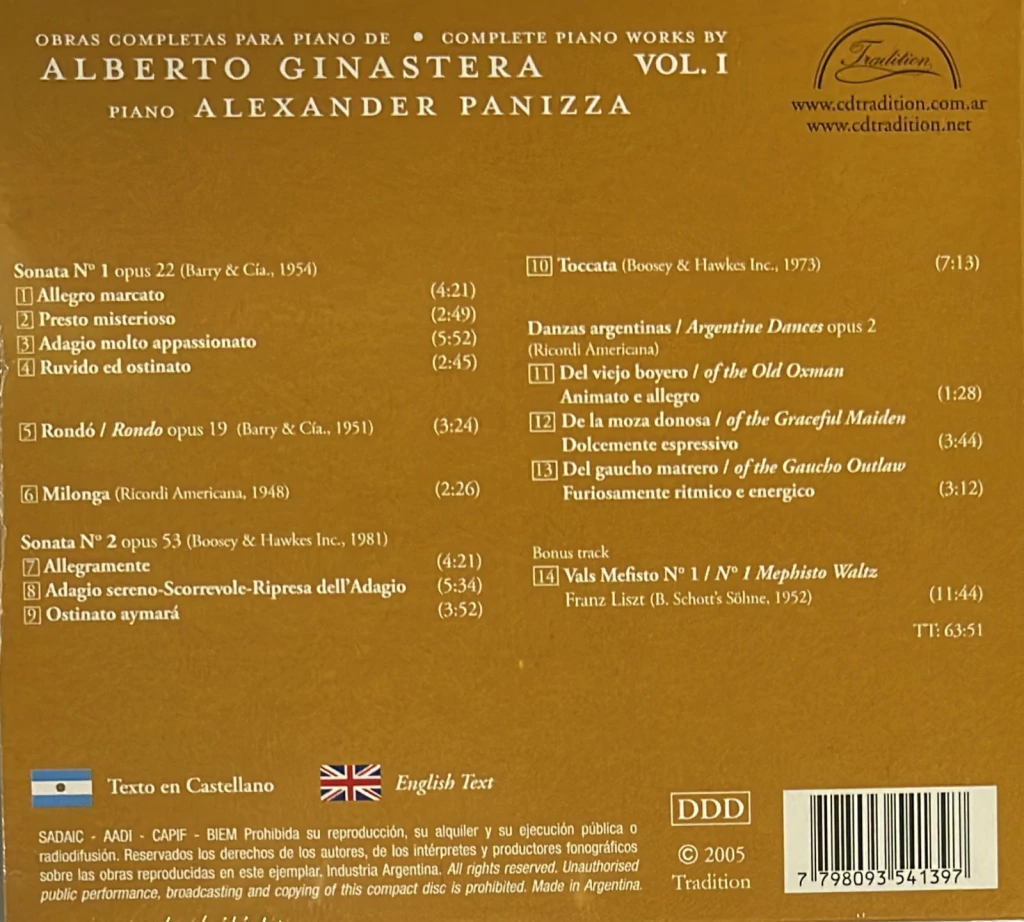 OBRAS COMPLETAS PARA PIANO DE • COMPLETE PIANO WORKS BY
ALBERTO GINASTERA VOL. I
PIANO ALEXANDER PANIZZA
Tradition
www.cdtradition.com.ar
www.cdtradition.net
Sonata Nº 1 opus 22 (Barry & Cía., 1954)
1 Allegro marcato (4:21)
2 Presto misterioso (2:49)
3 Adagio molto appassionato (5:52)
4 Ruvido ed ostinato (2:45)
5 Rondó / Rondo opus 19 (Barry & Cía., 1951) (3:24)
6 Milonga (Ricordi Americana, 1948) (2:26)
Sonata Nº 2 opus 53 (Boosey & Hawkes Inc., 1981)
7 Allegramente (4:21)
8 Adagio sereno-Scorrevole-Ripresa dell'Adagio (5:34)
9 Ostinato aymará (3:52)
10 Toccata (Boosey & Hawkes Inc., 1973) (7:13)
Danzas argentinas / Argentine Dances opus 2
(Ricordi Americana)
11 Del viejo boyero / of the Old Oxman
Animato e allegro (1:28)
12 De la moza donosa / of the Graceful Maiden
Dolcemente espressivo (3:44)
13 Del gaucho matrero / of the Gaucho Outlaw
Furiosamente ritmico e energico (3:12)
Bonus track
14 Vals Mefisto Nº 1 / Nº 1 Mephisto Waltz
Franz Liszt (B. Schott's Söhne, 1952) (11:44)
TT: 63:51
Texto en Castellano
English Text
SADAIC - AADI - CAPIF - BIEM Prohibida su reproducción, su alquiler y su ejecución pública o
radiodifusión. Reservados los derechos de los autores, de los intérpretes y productores fonográficos
sobre las obras reproducidas en este ejemplar, Industria Argentina. All rights reserved. Unauthorised
public performance, broadcasting and copying of this compact disc is prohibited. Made in Argentina.
DDD
© 2005
Tradition
7 798093 541397